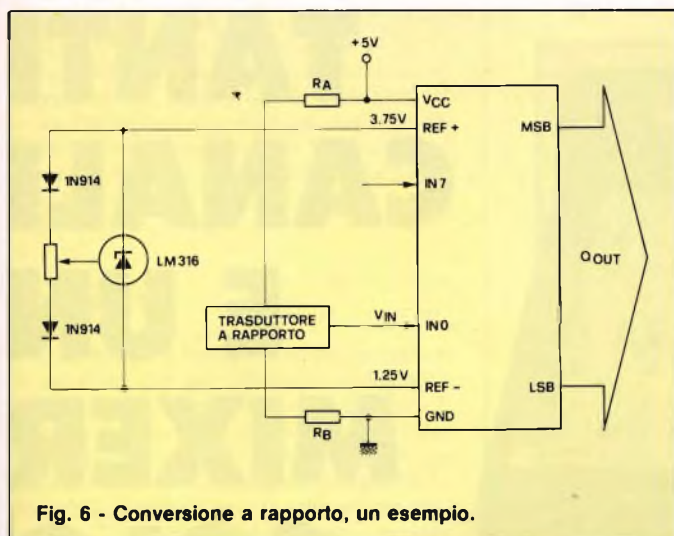 +5V
RA
VCC
3.75V
REF +
MSB
1N914
IN7
LM316
QOUT
TRASDUTTORE
A RAPPORTO
VIN
IN0
1N914
1.25V
REF -
LSB
GND
RB
Fig. 6 - Conversione a rapporto, un esempio.